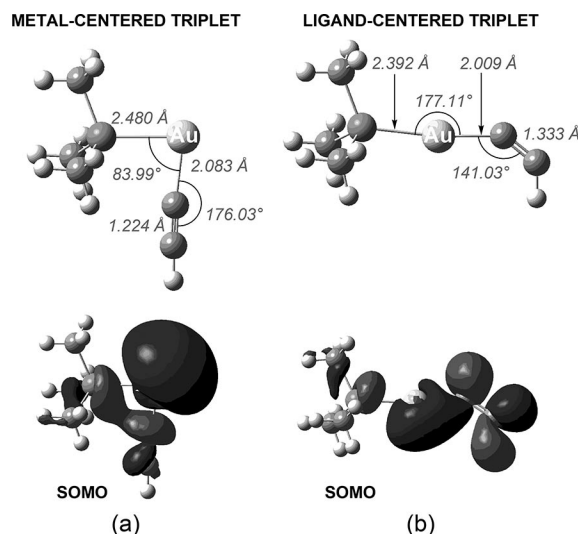 METAL-CENTERED TRIPLET
LIGAND-CENTERED TRIPLET
2.480 Å
Au
83.99°
2.083 Å
1.224 Å
176.03°
2.392 Å
2.009 Å
177.11°
Au
1.333 Å
141.03°
SOMO
SOMO
(a)
(b)